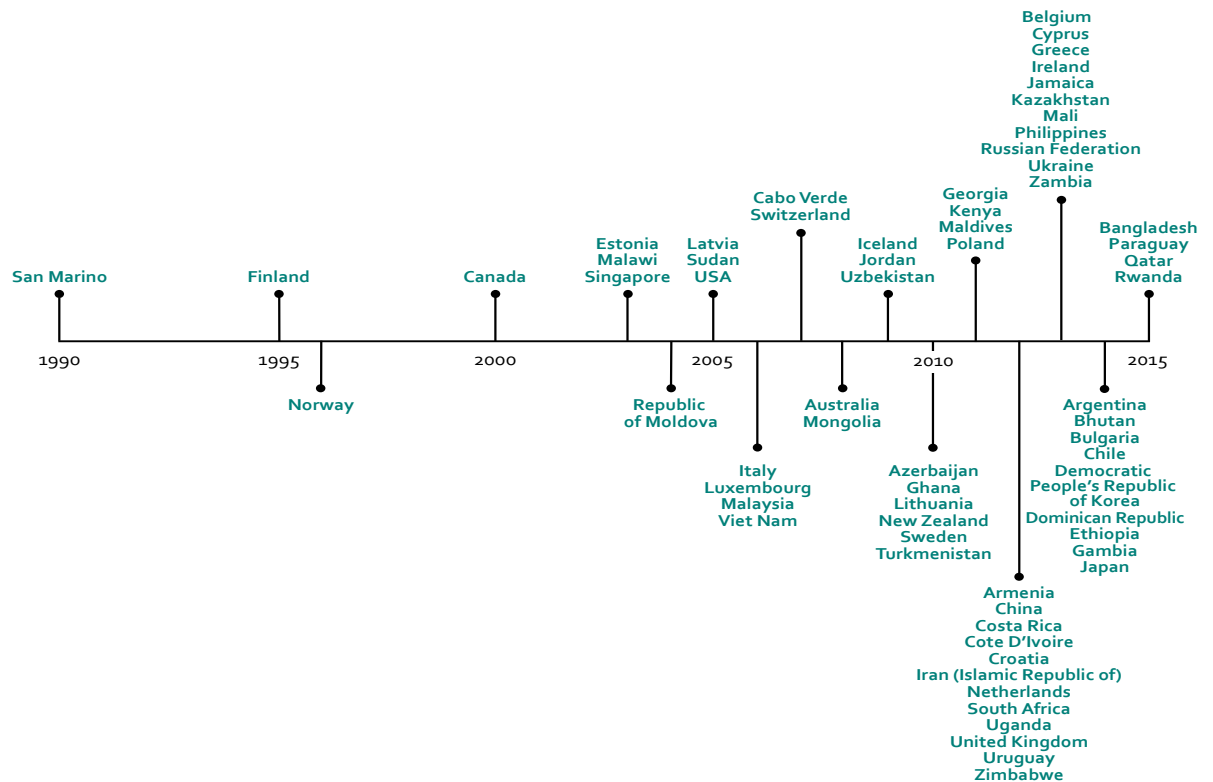 Belgium
Cyprus
Greece
Ireland
Jamaica
Kazakhstan
Mali
Philippines
Russian Federation
Ukraine
Zambia
Cabo Verde
Switzerland
Georgia
Kenya
Maldives
Poland
Estonia
Malawi
Singapore
Latvia
Sudan
USA
Iceland
Jordan
Uzbekistan
Bangladesh
Paraguay
Qatar
Rwanda
San Marino
Finland
Canada
1990
1995
2000
2005
2010
2015
Norway
Republic
of Moldova
Australia
Mongolia
Italy
Luxembourg
Malaysia
Viet Nam
Azerbaijan
Ghana
Lithuania
New Zealand
Sweden
Turkmenistan
Argentina
Bhutan
Bulgaria
Chile
Democratic
People's Republic
of Korea
Dominican Republic
Ethiopia
Gambia
Japan
Armenia
China
Costa Rica
Cote D'Ivoire
Croatia
Iran (Islamic Republic of)
Netherlands
South Africa
Uganda
United Kingdom
Uruguay
Zimbabwe